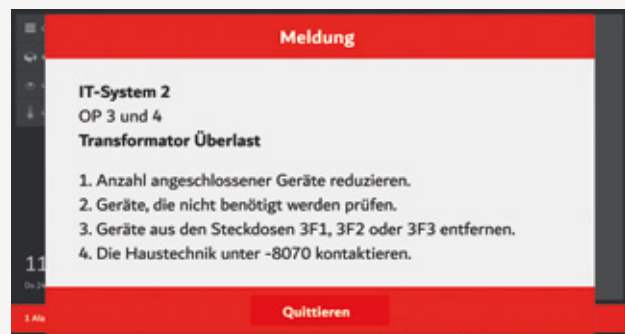 Meldung
IT-System 2
OP 3 und 4
Transformator Überlast
1. Anzahl angeschlossener Geräte reduzieren.
2. Geräte, die nicht benötigt werden prüfen.
3. Geräte aus den Steckdosen 3F1, 3F2 oder 3F3 entfernen.
4. Die Haustechnik unter -8070 kontaktieren.
11
Quittieren